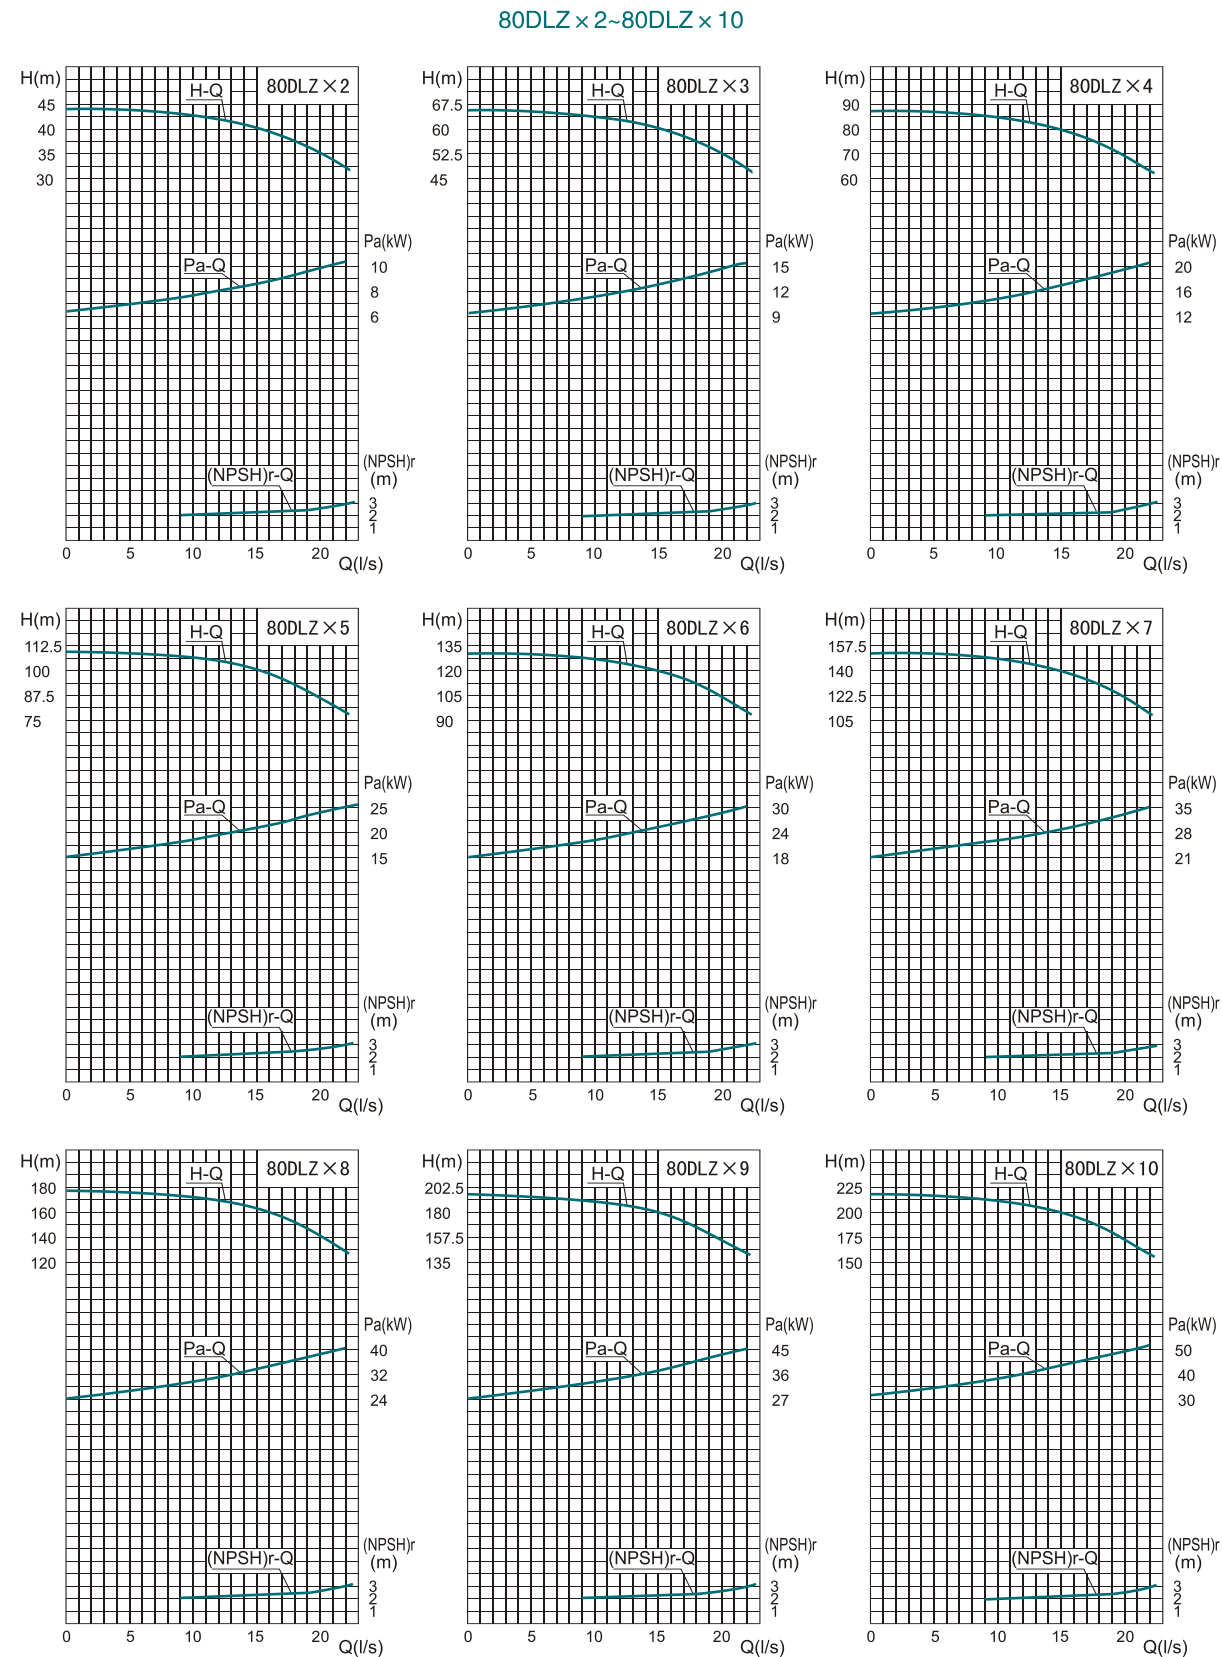 80DLZ×2~80DLZ×10
H(m)
80DLZ×2
H-Q
45
40
35
30
Pa(kW)
Pa-Q
10
8
6
(NPSH)r
(m)
(NPSH)r-Q
3
2
1
0 5 10 15 20
Q(l/s)
H(m)
80DLZ×3
H-Q
67.5
60
52.5
45
Pa(kW)
Pa-Q
15
12
9
(NPSH)r
(m)
(NPSH)r-Q
3
2
1
0 5 10 15 20
Q(l/s)
H(m)
80DLZ×4
H-Q
90
80
70
60
Pa(kW)
Pa-Q
20
16
12
(NPSH)r
(m)
(NPSH)r-Q
3
2
1
0 5 10 15 20
Q(l/s)
H(m)
80DLZ×5
H-Q
112.5
100
87.5
75
Pa(kW)
Pa-Q
25
20
15
(NPSH)r
(m)
(NPSH)r-Q
3
2
1
0 5 10 15 20
Q(l/s)
H(m)
80DLZ×6
H-Q
135
120
105
90
Pa(kW)
Pa-Q
30
24
18
(NPSH)r
(m)
(NPSH)r-Q
3
2
1
0 5 10 15 20
Q(l/s)
H(m)
80DLZ×7
H-Q
157.5
140
122.5
105
Pa(kW)
Pa-Q
35
28
21
(NPSH)r
(m)
(NPSH)r-Q
3
2
1
0 5 10 15 20
Q(l/s)
H(m)
80DLZ×8
H-Q
180
160
140
120
Pa(kW)
Pa-Q
40
32
24
(NPSH)r
(m)
(NPSH)r-Q
3
2
1
0 5 10 15 20
Q(l/s)
H(m)
80DLZ×9
H-Q
202.5
180
157.5
135
Pa(kW)
Pa-Q
45
36
27
(NPSH)r
(m)
(NPSH)r-Q
3
2
1
0 5 10 15 20
Q(l/s)
H(m)
80DLZ×10
H-Q
225
200
175
150
Pa(kW)
Pa-Q
50
40
30
(NPSH)r
(m)
(NPSH)r-Q
3
2
1
0 5 10 15 20
Q(l/s)